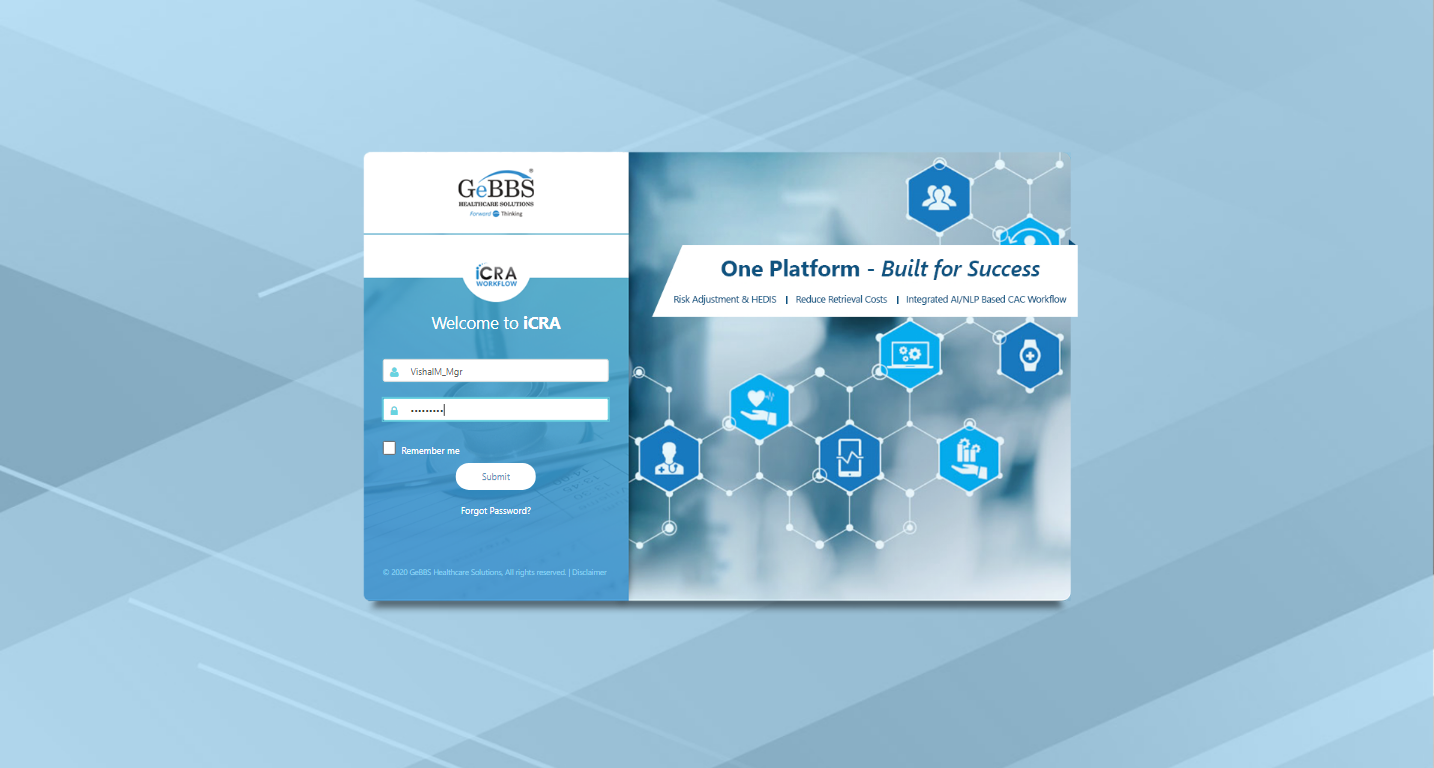 GeBBS®
HEALTHCARE SOLUTIONS
Forward Thinking
iCRA
WORKFLOW
Welcome to iCRA
VishalM_Mgr
•••••••••
Remember me
Submit
Forgot Password?
© 2020 GeBBS Healthcare Solutions, All rights reserved. | Disclaimer
One Platform - Built for Success
Risk Adjustment & HEDIS | Reduce Retrieval Costs | Integrated AI/NLP Based CAC Workflow